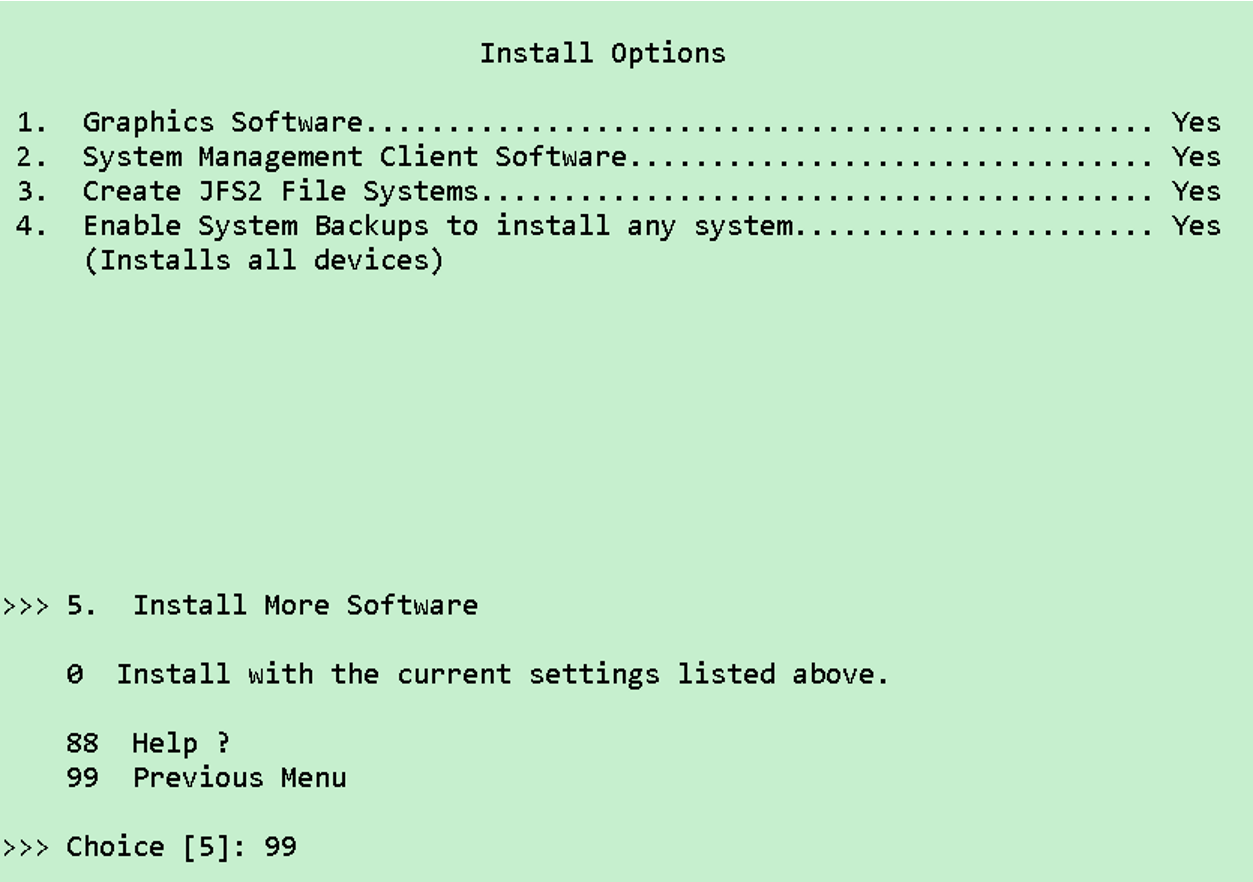 Install Options
1. Graphics Software................................................ Yes
2. System Management Client Software................................ Yes
3. Create JFS2 File Systems......................................... Yes
4. Enable System Backups to install any system...................... Yes
(Installs all devices)
>>> 5. Install More Software
0 Install with the current settings listed above.
88 Help ?
99 Previous Menu
>>> Choice [5]: 99